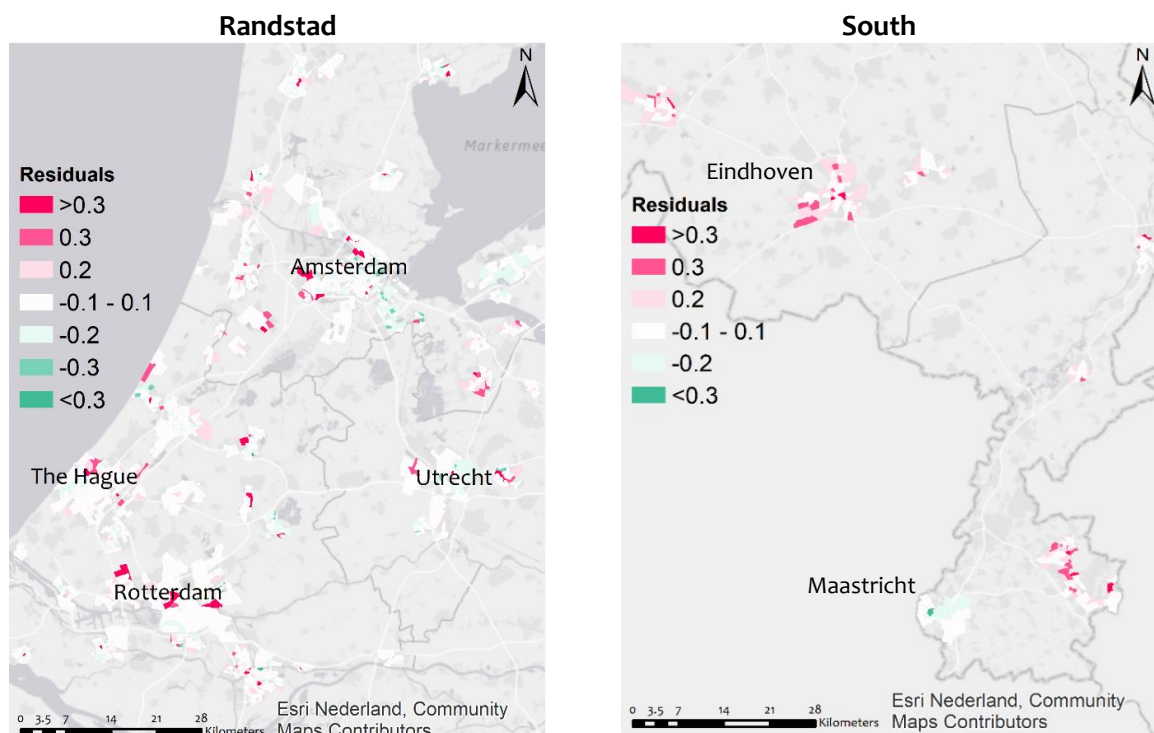 Randstad
N
Markermee
Residuals
>0.3
0.3
0.2
-0.1 - 0.1
-0.2
-0.3
<0.3
Amsterdam
The Hague
Utrecht
Rotterdam
Esri Nederland, Community
Maps Contributors
0 3.5 7 14 21 28
Kilometers
South
N
Eindhoven
Residuals
>0.3
0.3
0.2
-0.1 - 0.1
-0.2
<0.3
Maastricht
Esri Nederland, Community
Maps Contributors
0 3.5 7 14 21 28
Kilometers